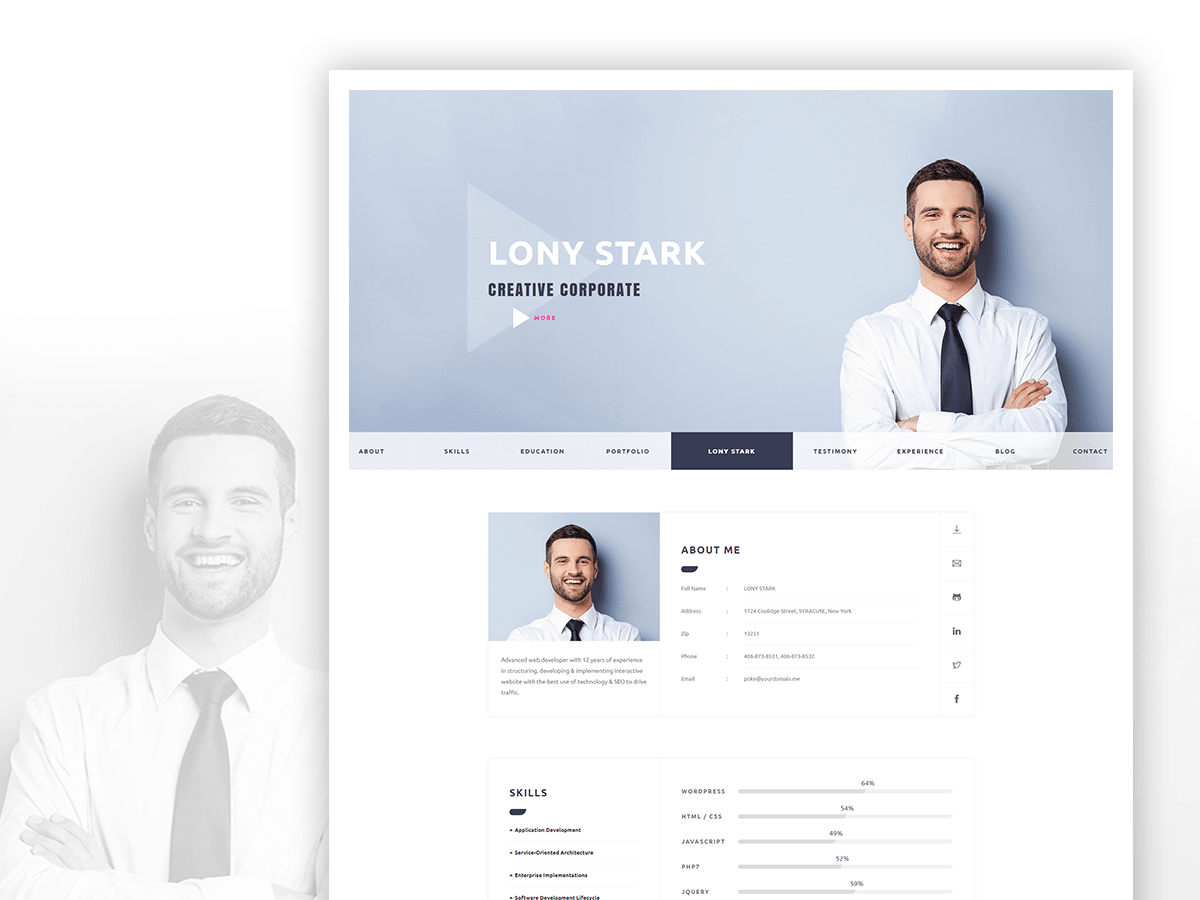 LONY STARK
CREATIVE CORPORATE
MORE
ABOUT SKILLS EDUCATION PORTFOLIO LONY STARK TESTIMONY EXPERIENCE BLOG CONTACT
ABOUT ME
Full Name : LONY STARK
Address : 1724 Coolidge Street, SYRACUSE, New York
Zip : 13251
Phone : 406-873-8531, 406-873-8532
Email : poke@yourdomain.me
Advanced web developer with 12 years of experience
in structuring, developing & implementing interactive
website with the best use of technology & SEO to drive
traffic.
SKILLS
+ Application Development
+ Service-Oriented Architecture
+ Enterprise Implementations
+ Software Development Lifecycle
64%
WORDPRESS
54%
HTML / CSS
49%
JAVASCRIPT
52%
PHP7
59%
JQUERY